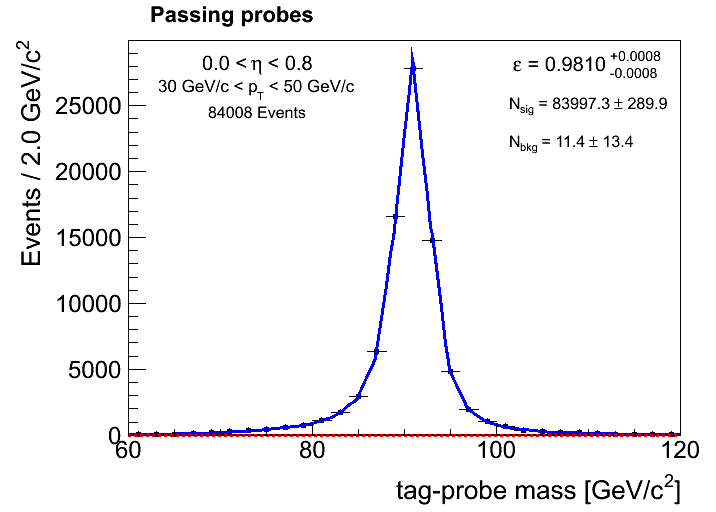 Passing probes
0.0 < η < 0.8
30 GeV/c < p_T < 50 GeV/c
84008 Events
ε = 0.9810 +0.0008 -0.0008
N_sig = 83997.3 ± 289.9
N_bkg = 11.4 ± 13.4
Events / 2.0 GeV/c²
25000
20000
15000
10000
5000
0
60 80 100 120
tag-probe mass [GeV/c²]